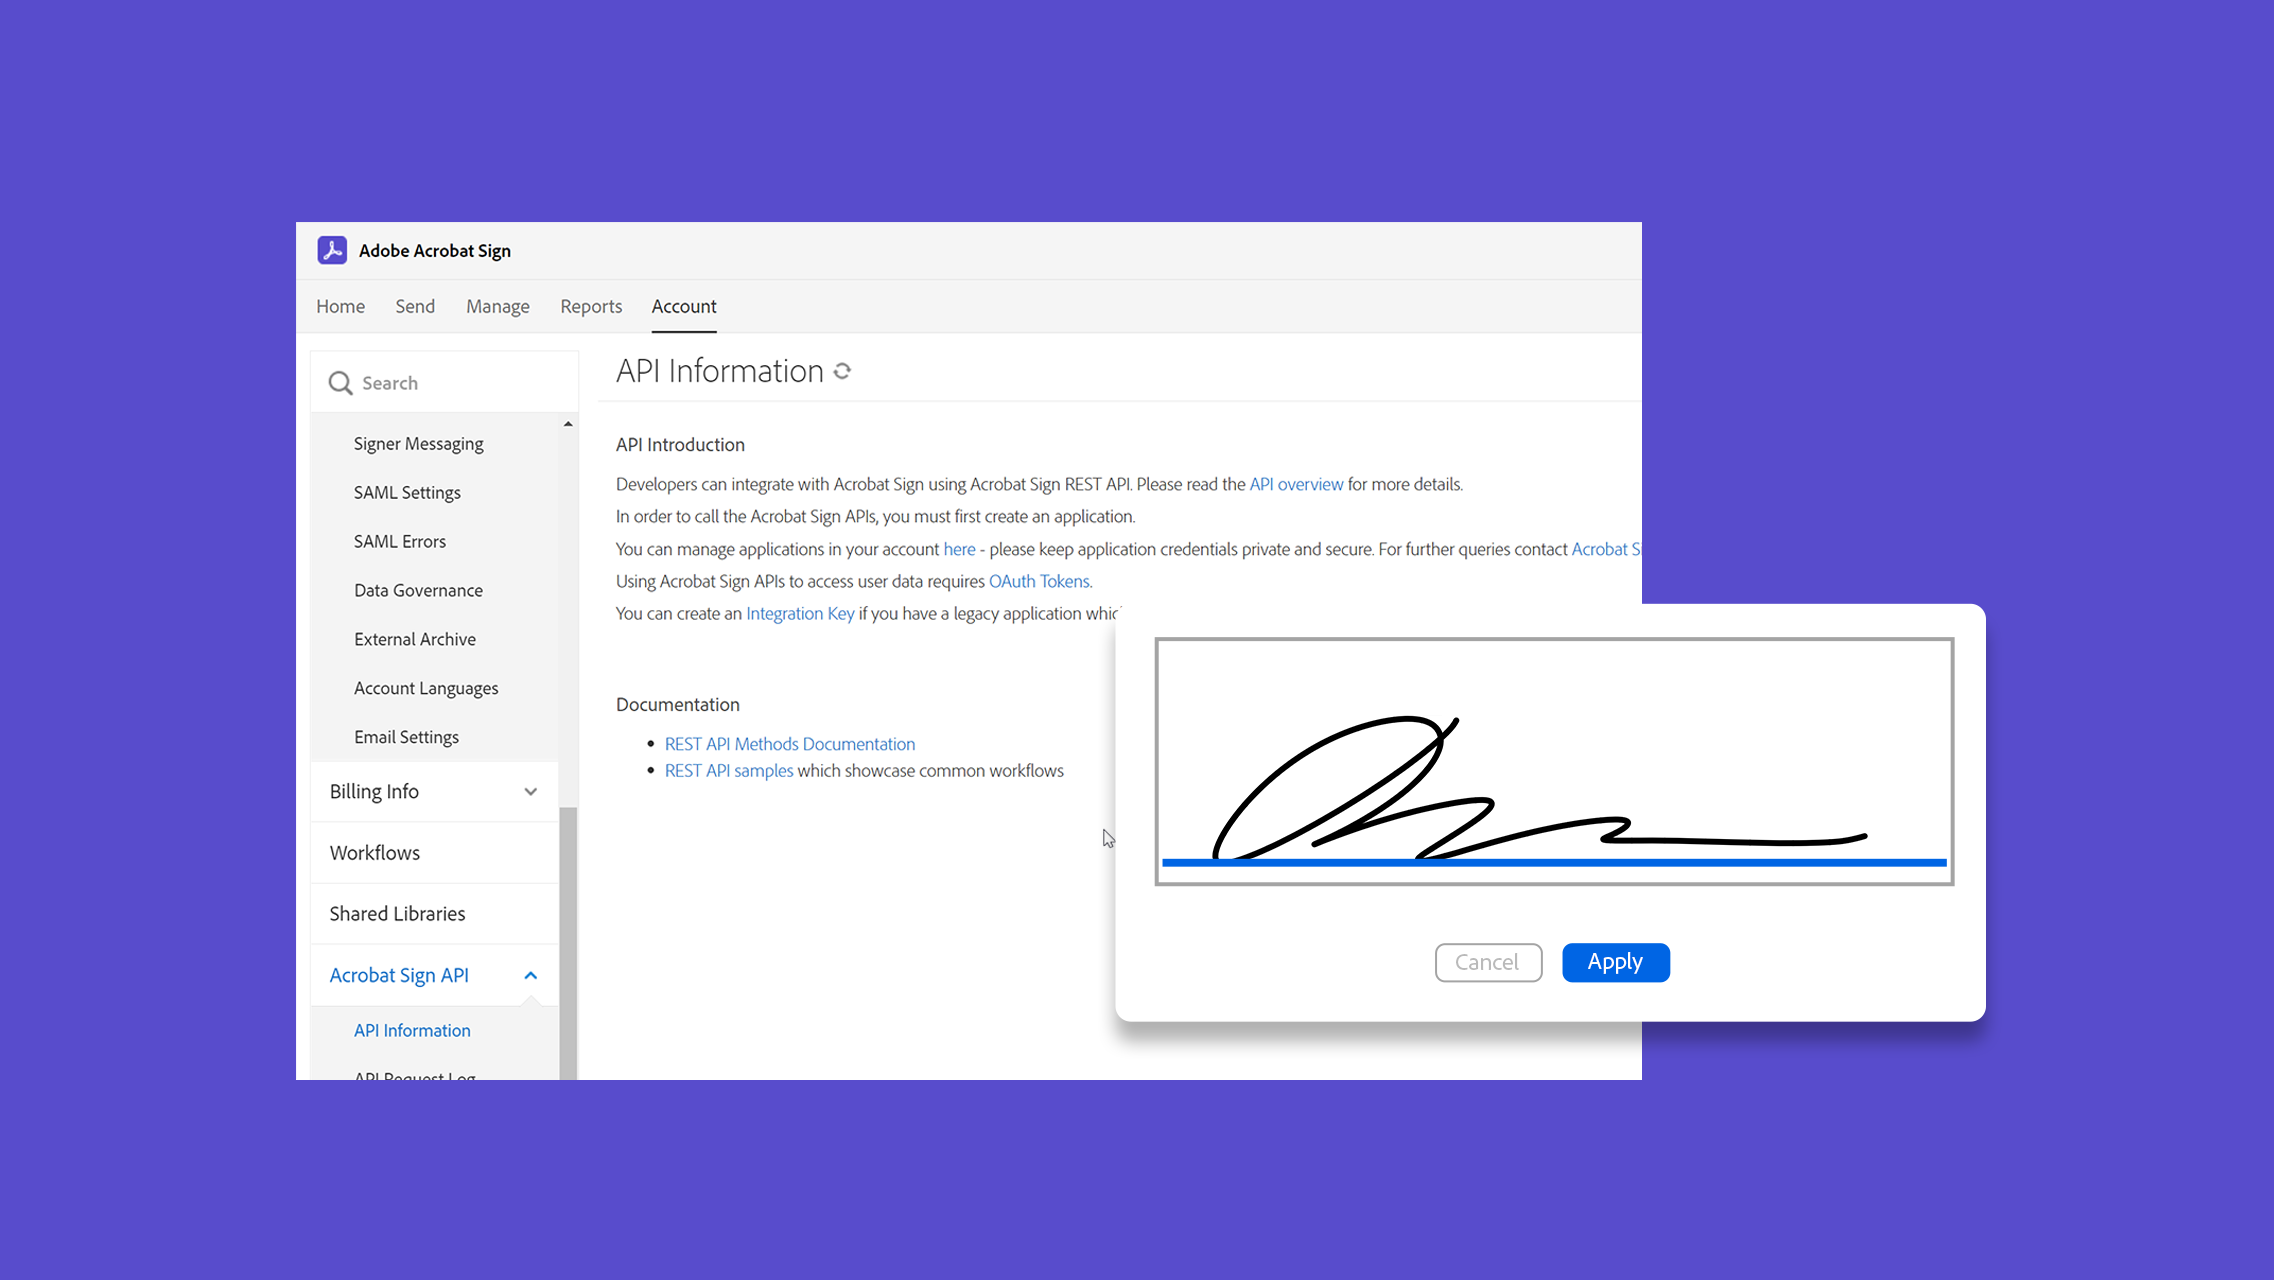 Adobe Acrobat Sign
Home Send Manage Reports Account
Search
Signer Messaging
SAML Settings
SAML Errors
Data Governance
External Archive
Account Languages
Email Settings
Billing Info
Workflows
Shared Libraries
Acrobat Sign API
API Information
API Request Log
API Information
API Introduction
Developers can integrate with Acrobat Sign using Acrobat Sign REST API. Please read the API overview for more details.
In order to call the Acrobat Sign APIs, you must first create an application.
You can manage applications in your account here - please keep application credentials private and secure. For further queries contact Acrobat
Using Acrobat Sign APIs to access user data requires OAuth Tokens.
You can create an Integration Key if you have a legacy application
Documentation
• REST API Methods Documentation
• REST API samples which showcase common workflows
Cancel Apply